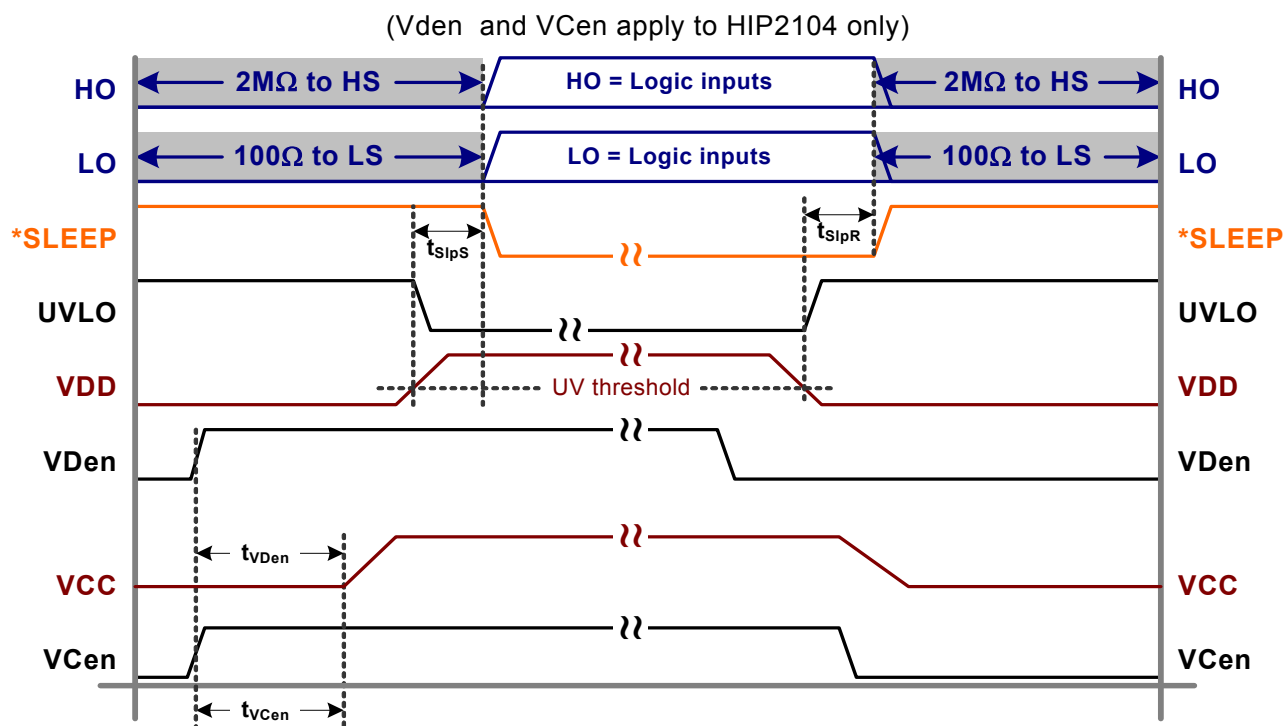 (Vden and VCen apply to HIP2104 only)
HO 2MΩ to HS HO = Logic inputs 2MΩ to HS HO
LO 100Ω to LS LO = Logic inputs 100Ω to LS LO
*SLEEP tSlpS tSlpR *SLEEP
UVLO UVLO
VDD UV threshold VDD
VDen VDen
tVDen
VCC VCC
VCen VCen
tVCen